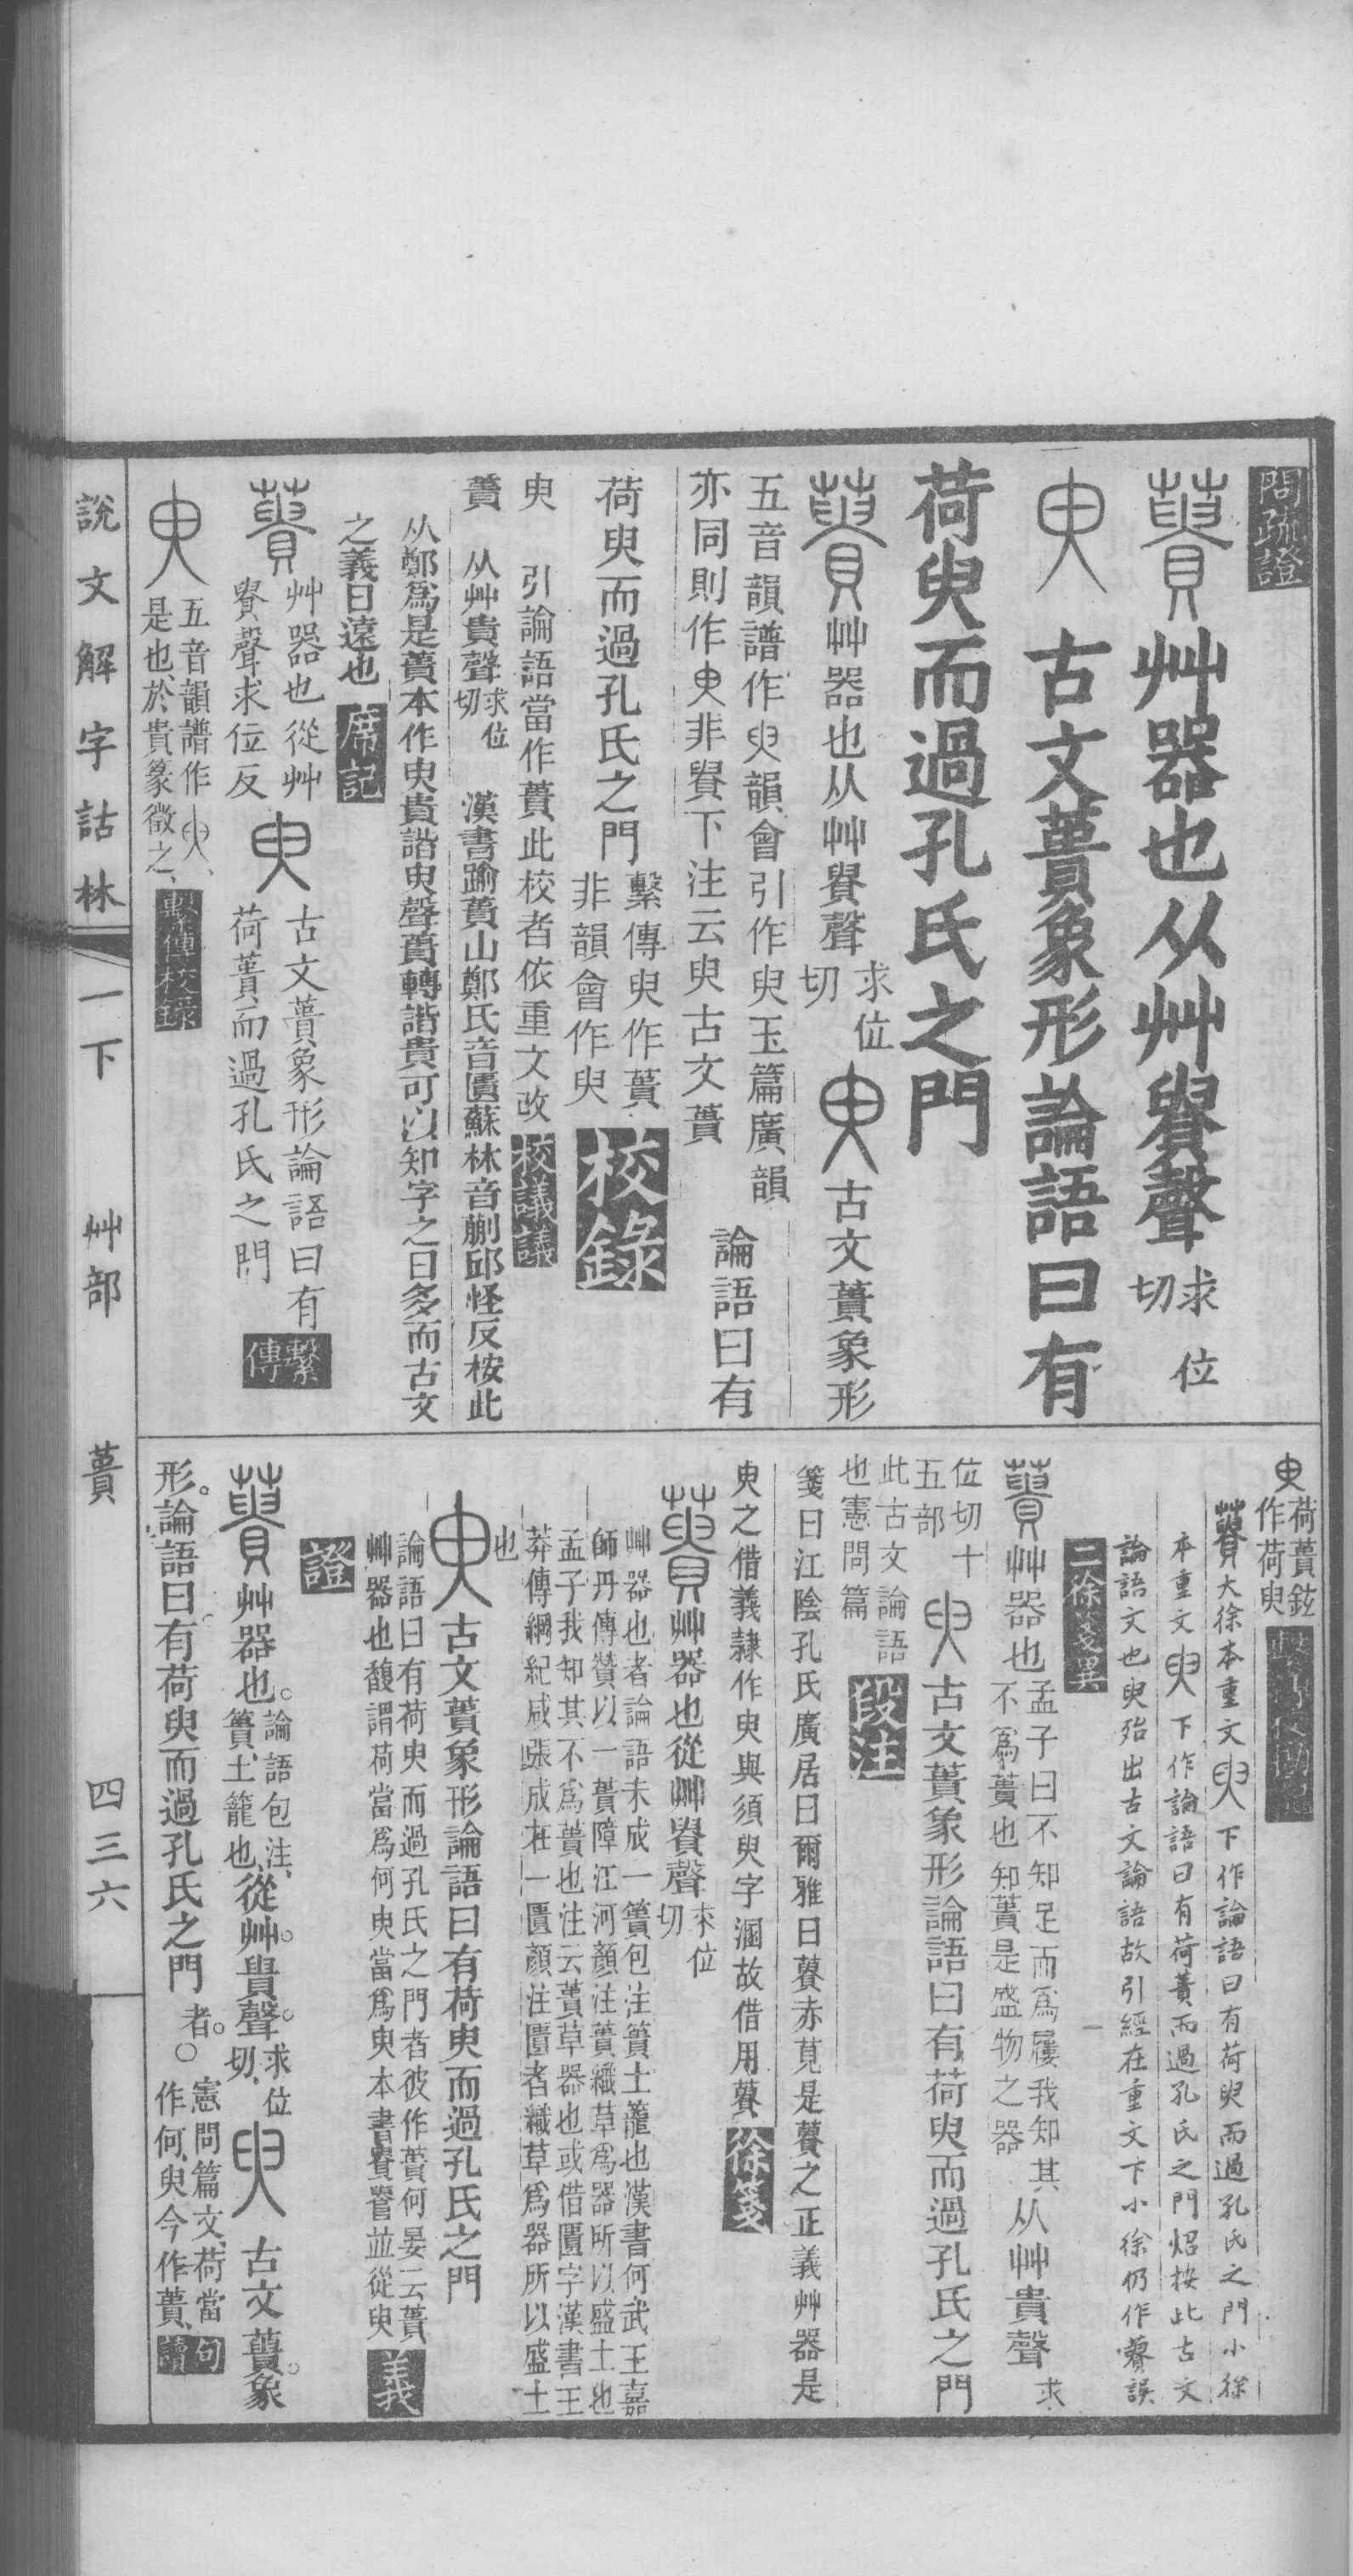 問疏證
艸器也从艸貴聲求位切
古文蕢象形論語曰有
荷臾而過孔氏之門
艸器也从艸貴聲求位切
古文蕢象形
論語曰有
荷臾而過孔氏之門
五音韻譜作臾韻會引作臾玉篇廣韻
亦同則作臾非貴下注云臾古文蕢
繫傳臾作蕢
非韻會作臾
校錄
臾 引論語當作蕢此校者依重文改
校議議
蕢 从艸貴聲求位切 漢書踰蕢山鄭氏音匱蘇林音蒯邱怪反桉此
从鄭爲是蕢本作臾貴諧臾聲蕢轉諧貴可以知字之日多而古文
之義日遠也
席記
艸器也從艸
貴聲求位反
古文蕢象形論語曰有
荷蕢而過孔氏之門
繫傳
五音韻譜作臾
是也於貴篆徵之
繫傳校錄
說文解字詁林
一下 艸部 蕢
四三六
臾
荷蕢鉉
作荷臾
大徐本重文臾下作論語曰有荷臾而過孔氏之門小徐
本重文臾下作論語曰有荷蕢而過孔氏之門炤按此古文
論語文也臾殆出古文論語故引經在重文下小徐仍作蕢誤
二徐箋異
艸器也
孟子曰不知足而爲屨我知其
不爲蕢也知蕢是盛物之器
从艸貴聲
求
位切十
五部
古文蕢象形論語曰有荷臾而過孔氏之門
此古文論語
也憲問篇
段注
箋曰江陰孔氏廣居曰爾雅曰蕢赤莧是蕢之正義艸器是
臾之借義隸作臾與須臾字溷故借用蕢
徐箋
艸器也從艸貴聲求位切
艸器也者論語未成一簣包注簣土籠也漢書何武王嘉
師丹傳贊以一蕢障江河顏注蕢織草爲器所以盛土也
孟子我知其不爲蕢也注云蕢草器也或借匱字漢書王
莽傳綱紀咸張成在一匱顏注匱者織草爲器所以盛土
也
古文蕢象形論語曰有荷臾而過孔氏之門
論語曰有荷臾而過孔氏之門者彼作蕢何晏云蕢
艸器也馥謂荷當爲何臾當爲臾本書貴䜋並從臾
義
證
艸器也。
論語包注、
簣、土籠也、
從艸。貴聲。求位切、
古文蕢。象
形。論語曰。有荷臾而過孔氏之門者。〇
憲問篇文、荷當
作何、臾今作蕢、
句讀